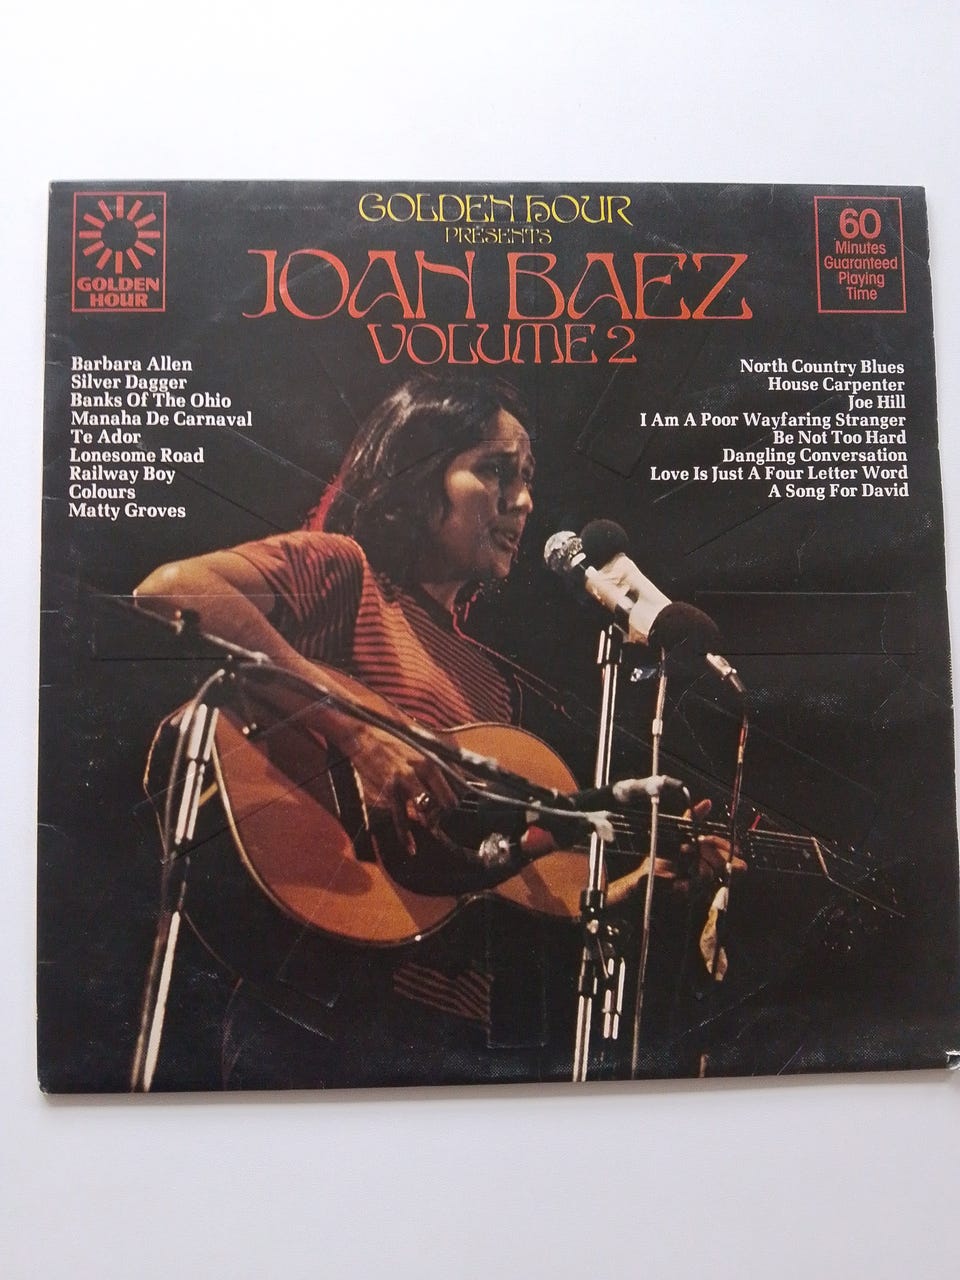 GOLDEN HOUR
PRESENTS
JOAN BAEZ
VOLUME 2
GOLDEN
HOUR
60
Minutes
Guaranteed
Playing
Time
Barbara Allen
Silver Dagger
Banks Of The Ohio
Manaha De Carnaval
Te Ador
Lonesome Road
Railway Boy
Colours
Matty Groves
North Country Blues
House Carpenter
Joe Hill
I Am A Poor Wayfaring Stranger
Be Not Too Hard
Dangling Conversation
Love Is Just A Four Letter Word
A Song For David